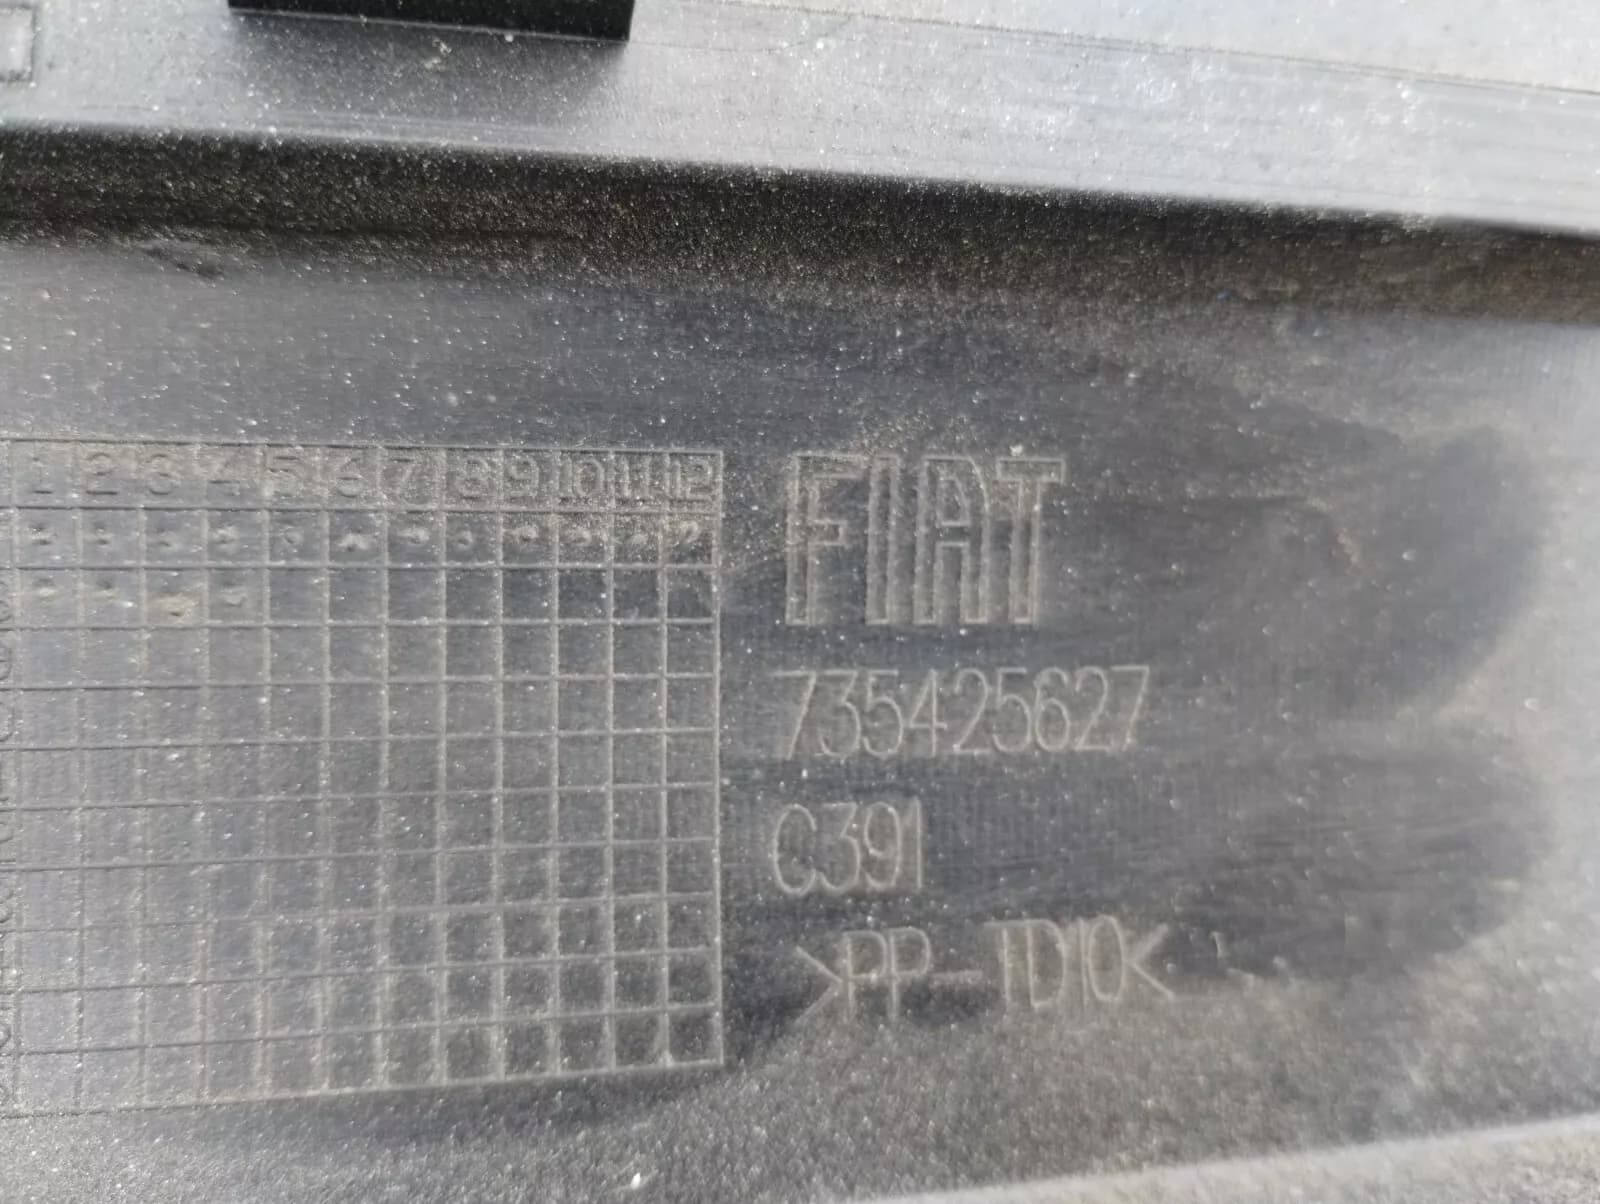 1 2 3 4 5 6 7 8 9 10 11 12
FIAT
735425627
C391
>PP-TD10<